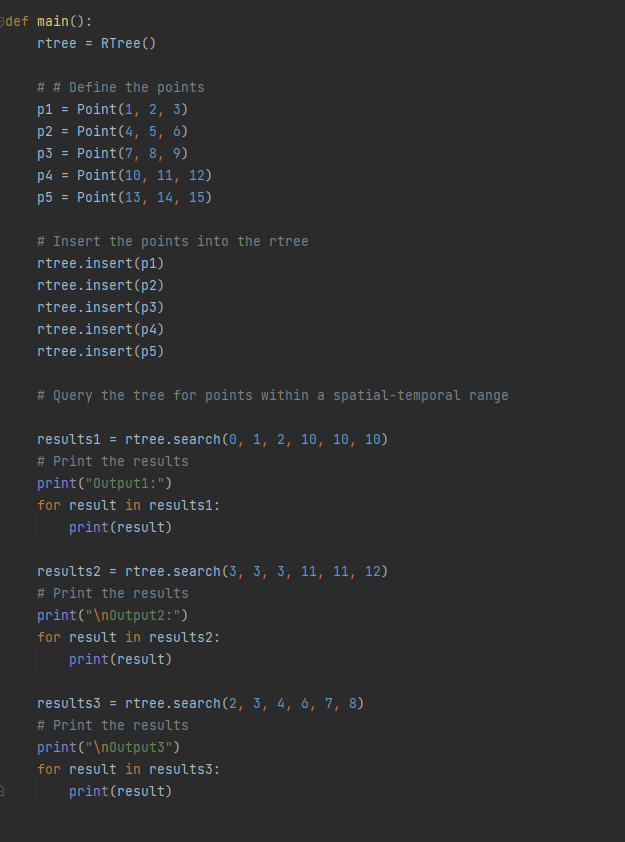 def main():
    rtree = RTree()
    # # Define the points
    p1 = Point(1, 2, 3)
    p2 = Point(4, 5, 6)
    p3 = Point(7, 8, 9)
    p4 = Point(10, 11, 12)
    p5 = Point(13, 14, 15)
    # Insert the points into the rtree
    rtree.insert(p1)
    rtree.insert(p2)
    rtree.insert(p3)
    rtree.insert(p4)
    rtree.insert(p5)
    # Query the tree for points within a spatial-temporal range
    results1 = rtree.search(0, 1, 2, 10, 10, 10)
    # Print the results
    print("Output1:")
    for result in results1:
        print(result)
    results2 = rtree.search(3, 3, 3, 11, 11, 12)
    # Print the results
    print("\nOutput2:")
    for result in results2:
        print(result)
    results3 = rtree.search(2, 3, 4, 6, 7, 8)
    # Print the results
    print("\nOutput3")
    for result in results3:
        print(result)